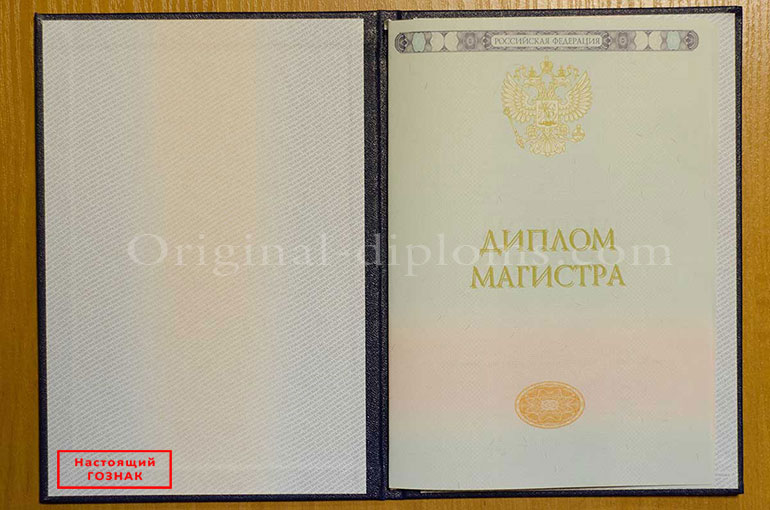 РОССИЙСКАЯ ФЕДЕРАЦИЯ
Original-diploms.com
ДИПЛОМ
МАГИСТРА
Настоящий
ГОЗНАК